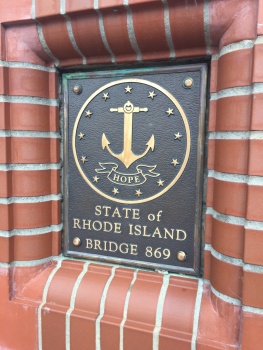 HOPE
STATE of
RHODE ISLAND
BRIDGE 869